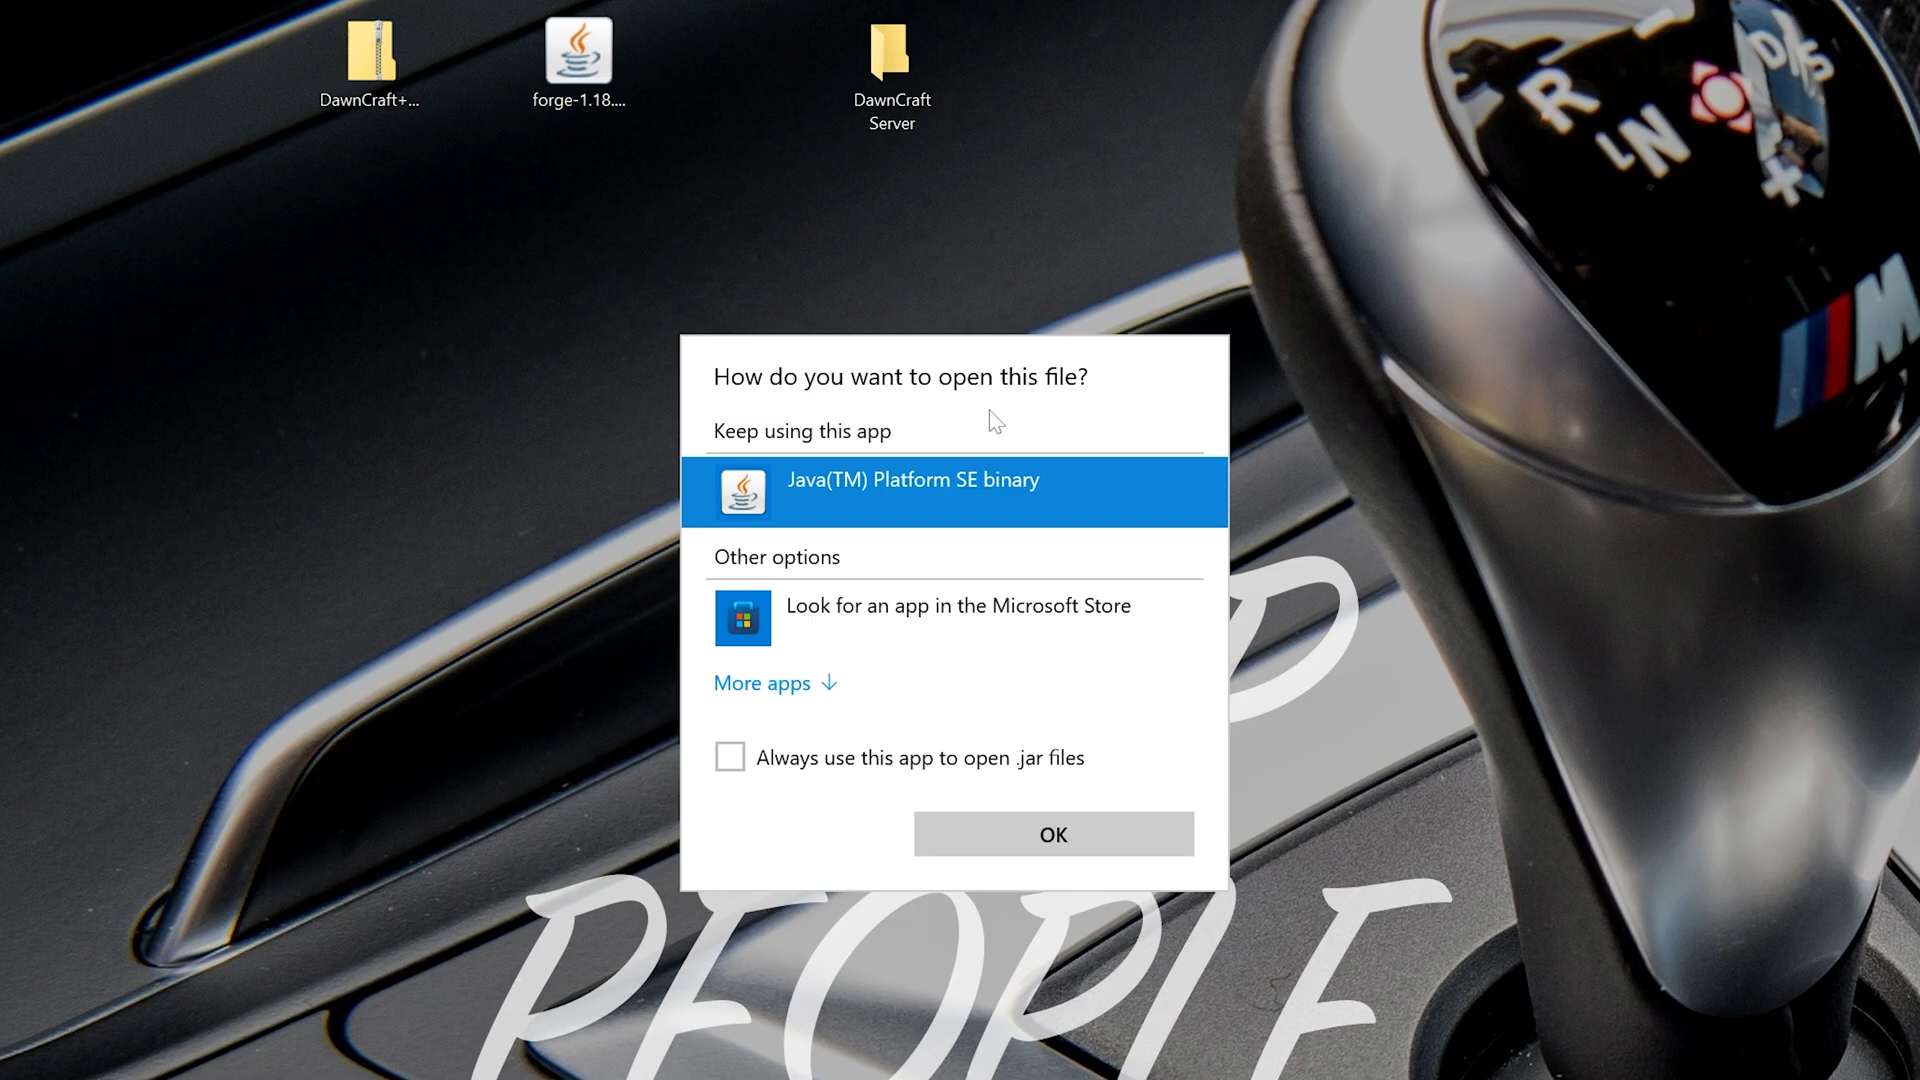 DawnCraft+...
forge-1.18....
DawnCraft
Server
R
D/S
LN
+
M
How do you want to open this file?
Keep using this app
Java(TM) Platform SE binary
Other options
Look for an app in the Microsoft Store
More apps
Always use this app to open .jar files
OK
PEOPLE